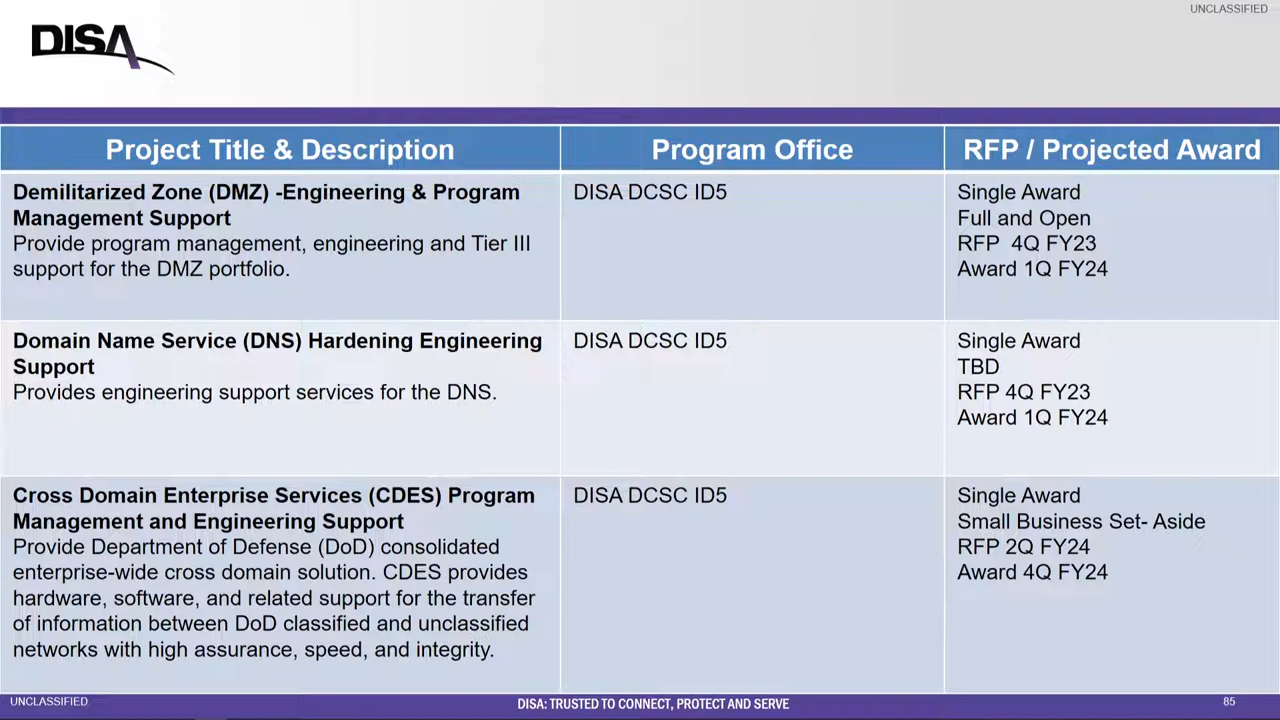 UNCLASSIFIED
DISA
Project Title & Description
Program Office
RFP / Projected Award
Demilitarized Zone (DMZ) -Engineering & Program
Management Support
Provide program management, engineering and Tier III
support for the DMZ portfolio.
DISA DCSC ID5
Single Award
Full and Open
RFP  4Q FY23
Award 1Q FY24
Domain Name Service (DNS) Hardening Engineering
Support
Provides engineering support services for the DNS.
DISA DCSC ID5
Single Award
TBD
RFP 4Q FY23
Award 1Q FY24
Cross Domain Enterprise Services (CDES) Program
Management and Engineering Support
Provide Department of Defense (DoD) consolidated
enterprise-wide cross domain solution. CDES provides
hardware, software, and related support for the transfer
of information between DoD classified and unclassified
networks with high assurance, speed, and integrity.
DISA DCSC ID5
Single Award
Small Business Set- Aside
RFP 2Q FY24
Award 4Q FY24
UNCLASSIFIED
DISA: TRUSTED TO CONNECT, PROTECT AND SERVE
85